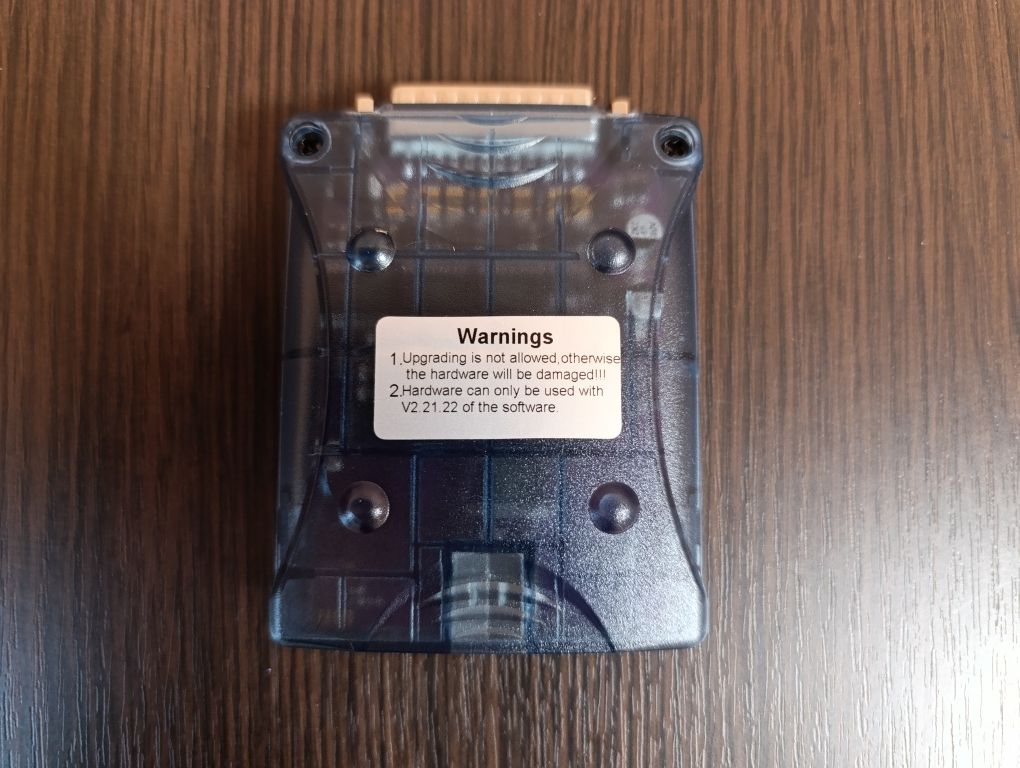 Warnings
1.Upgrading is not allowed,otherwise
the hardware will be damaged!!!
2.Hardware can only be used with
V2.21.22 of the software.